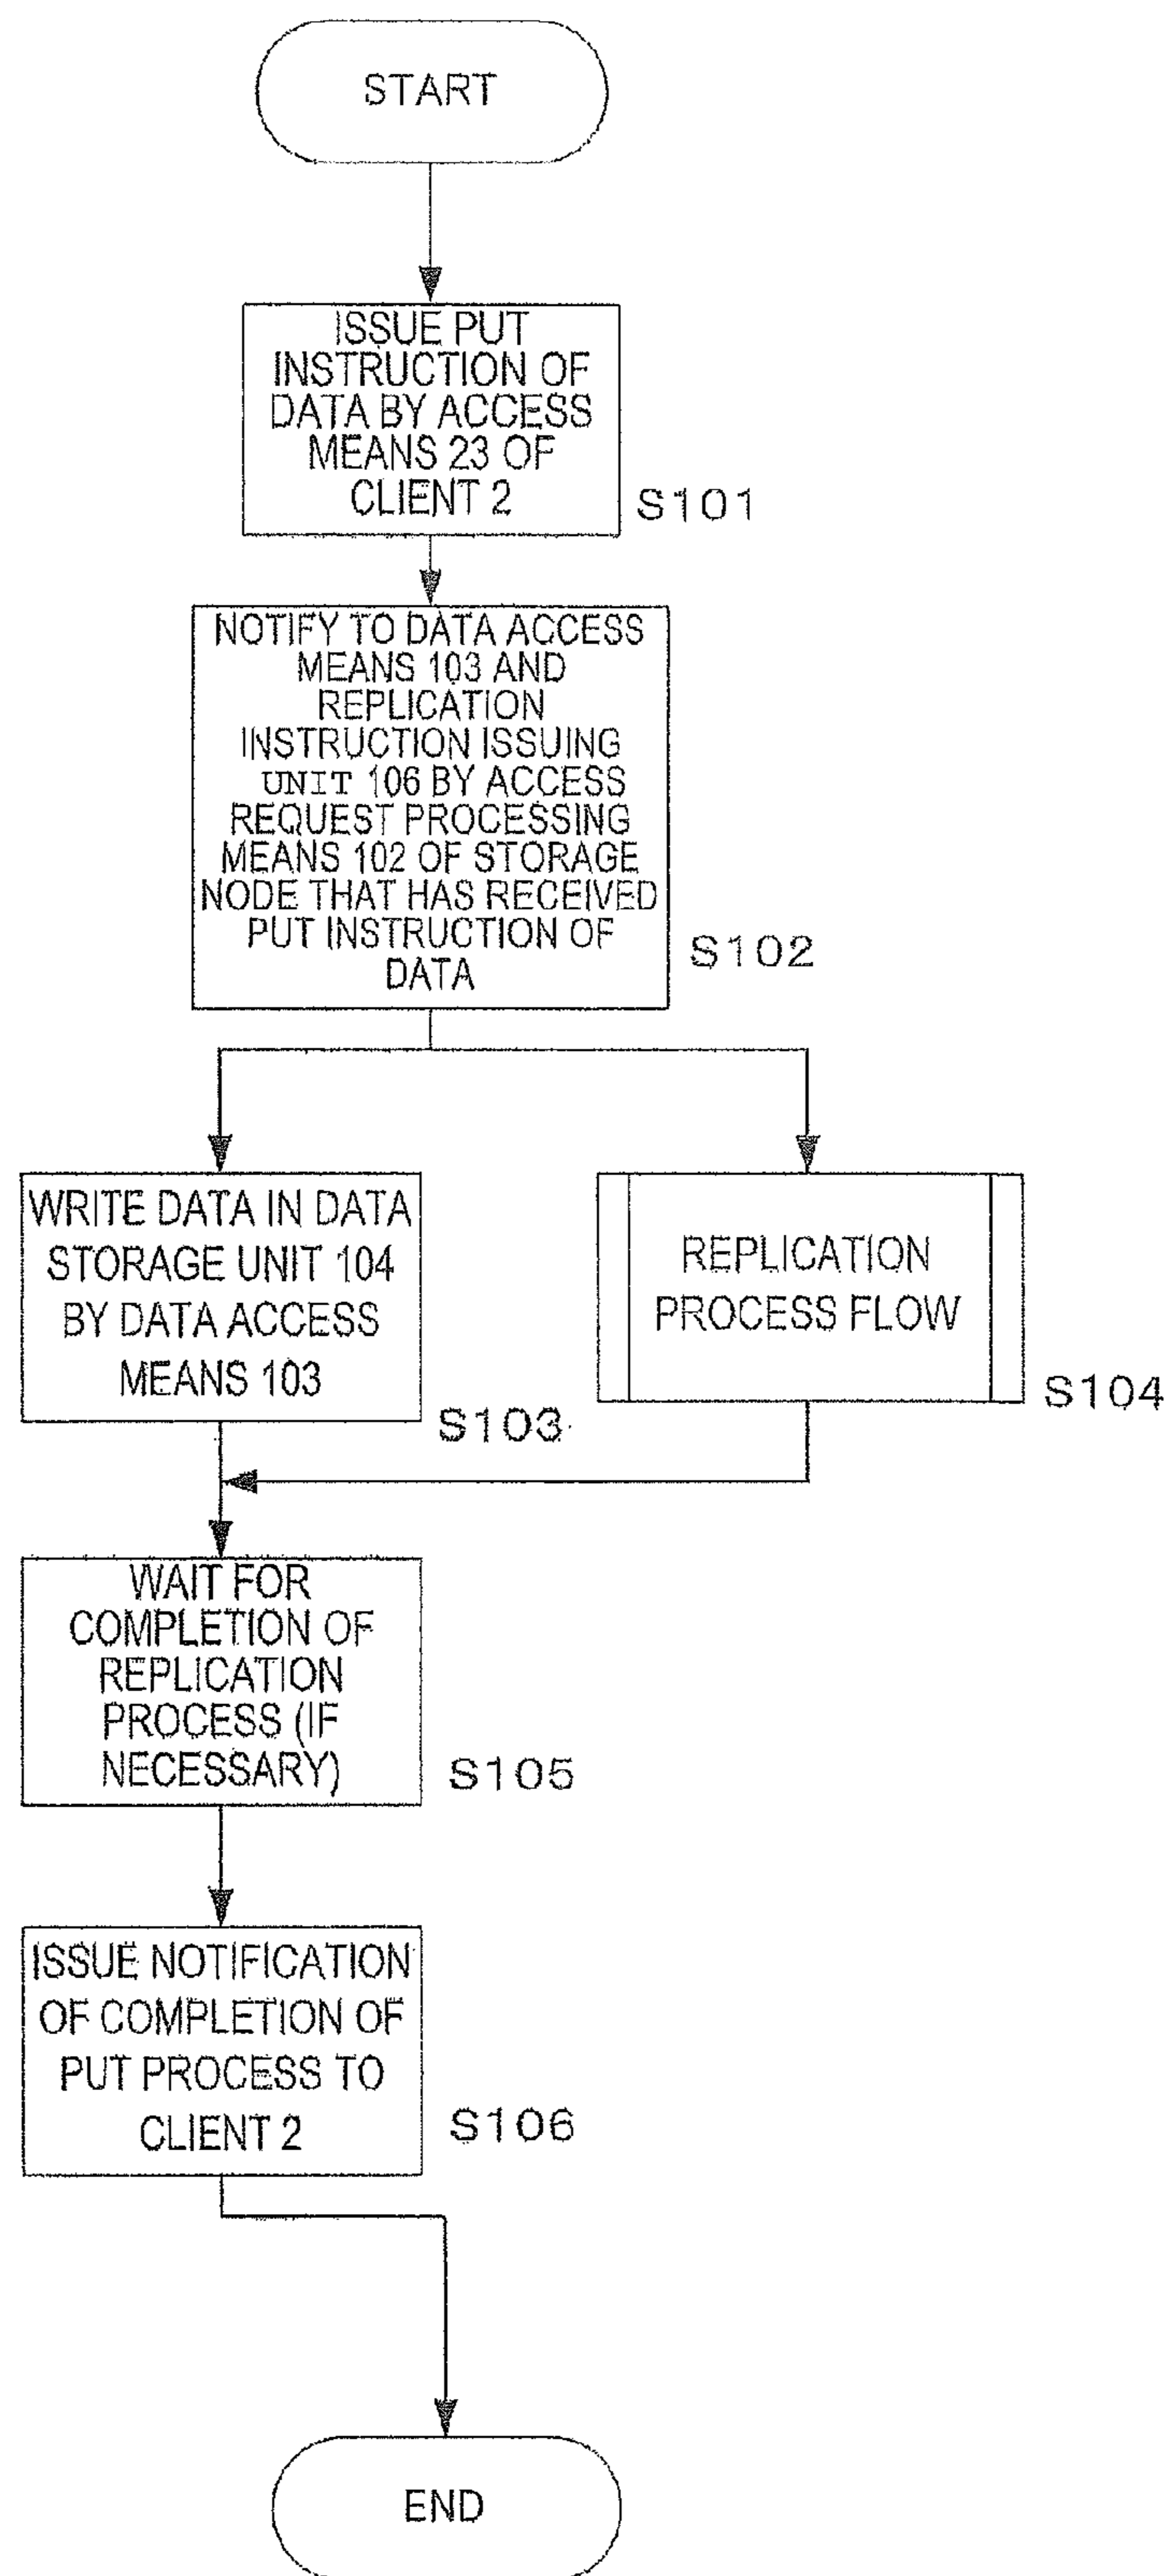 START
ISSUE PUT
INSTRUCTION OF
DATA BY ACCESS
MEANS 23 OF
CLIENT 2
S101
NOTIFY TO DATA ACCESS
MEANS 103 AND
REPLICATION
INSTRUCTION ISSUING
UNIT 106 BY ACCESS
REQUEST PROCESSING
MEANS 102 OF STORAGE
NODE THAT HAS RECEIVED
PUT INSTRUCTION OF
DATA
S102
WRITE DATA IN DATA
STORAGE UNIT 104
BY DATA ACCESS
MEANS 103
S103
REPLICATION
PROCESS FLOW
S104
WAIT FOR
COMPLETION OF
REPLICATION
PROCESS (IF
NECESSARY)
S105
ISSUE NOTIFICATION
OF COMPLETION OF
PUT PROCESS TO
CLIENT 2
S106
END